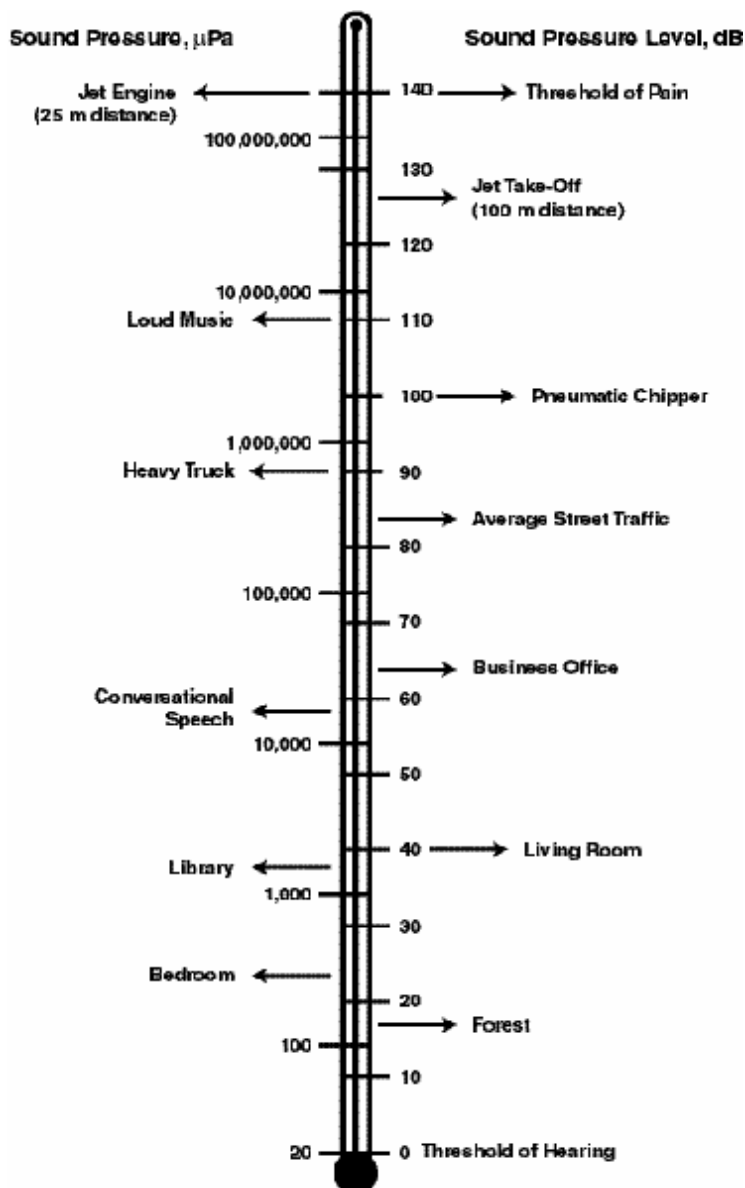 Sound Pressure, μPa
Sound Pressure Level, dB
Jet Engine
(25 m distance)
140
Threshold of Pain
100,000,000
130
Jet Take-Off
(100 m distance)
120
10,000,000
Loud Music
110
100
Pneumatic Chipper
1,000,000
Heavy Truck
90
Average Street Traffic
80
100,000
70
Business Office
Conversational
Speech
60
10,000
50
40
Living Room
Library
1,000
30
Bedroom
20
Forest
100
10
20
0 Threshold of Hearing